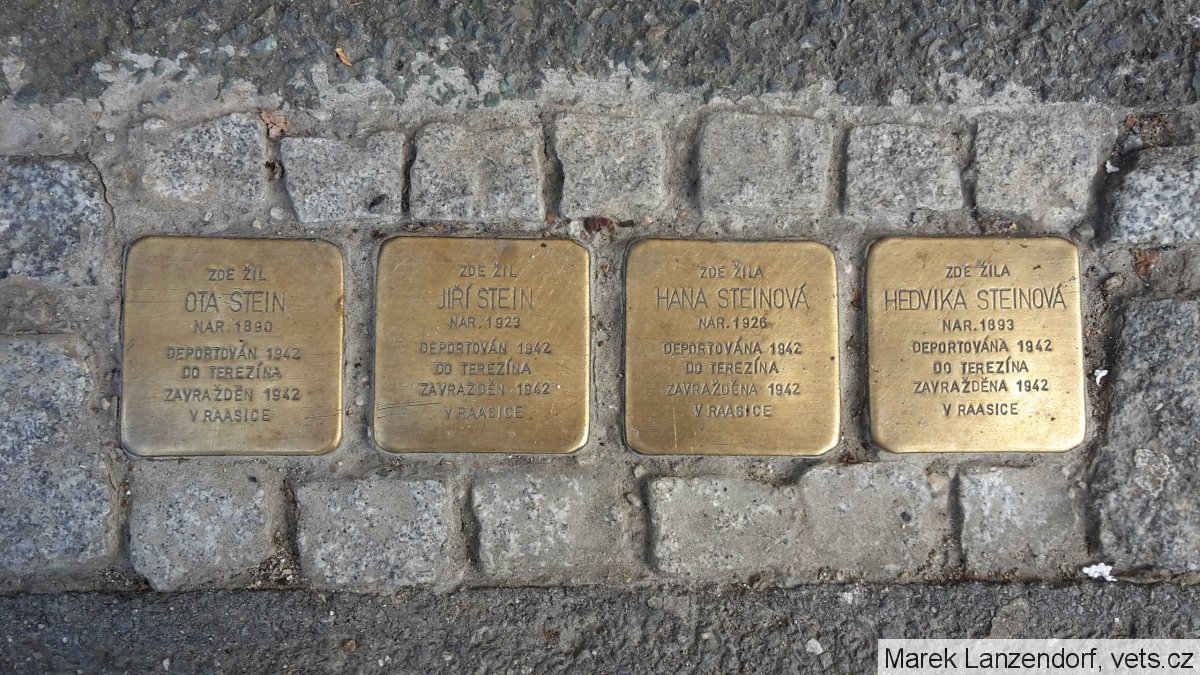 ZDE ŽIL
OTA STEIN
NAR. 1890
DEPORTOVÁN 1942
DO TEREZÍNA
ZAVRAŽDĚN 1942
V RAASICE
ZDE ŽIL
JIŘÍ STEIN
NAR. 1923
DEPORTOVÁN 1942
DO TEREZÍNA
ZAVRAŽDĚN 1942
V RAASICE
ZDE ŽILA
HANA STEINOVÁ
NAR. 1926
DEPORTOVÁNA 1942
DO TEREZÍNA
ZAVRAŽDĚNA 1942
V RAASICE
ZDE ŽILA
HEDVIKA STEINOVÁ
NAR. 1893
DEPORTOVÁNA 1942
DO TEREZÍNA
ZAVRAŽDĚNA 1942
V RAASICE
Marek Lanzendorf, vets.cz